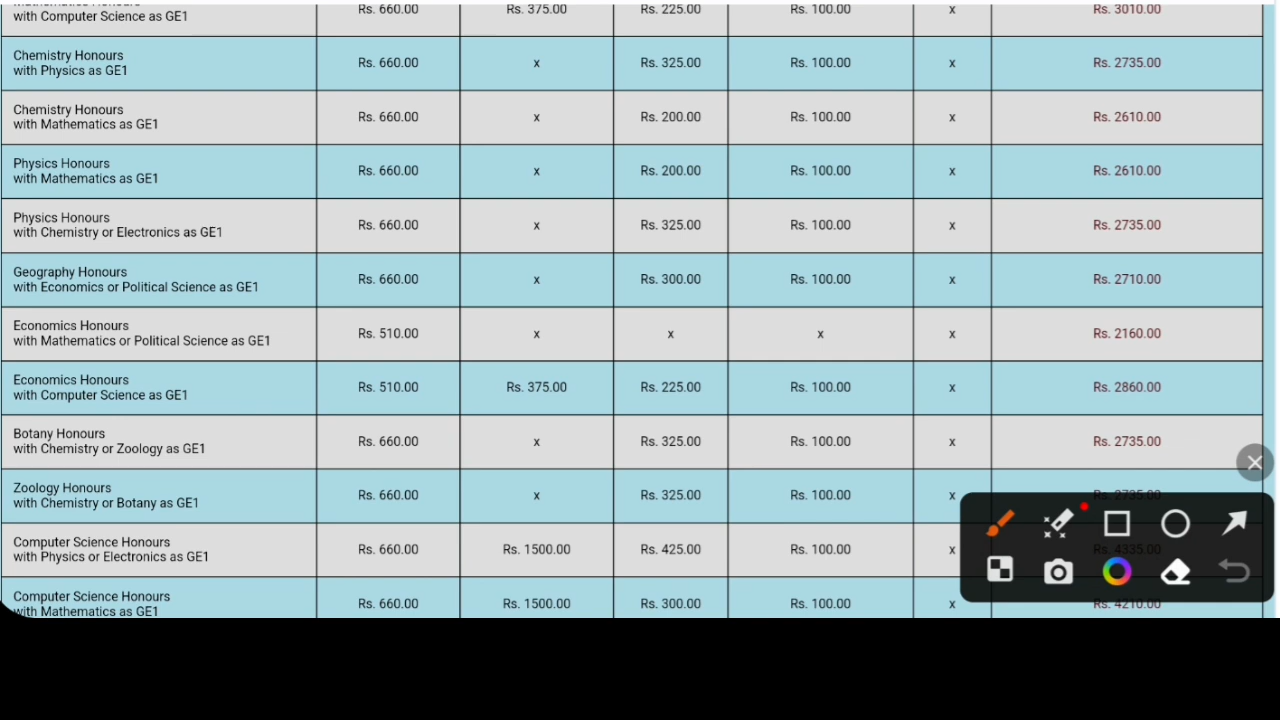 with Computer Science as GE1 Rs. 660.00 Rs. 375.00 Rs. 225.00 Rs. 100.00 x Rs. 3010.00
Chemistry Honours
with Physics as GE1 Rs. 660.00 x Rs. 325.00 Rs. 100.00 x Rs. 2735.00
Chemistry Honours
with Mathematics as GE1 Rs. 660.00 x Rs. 200.00 Rs. 100.00 x Rs. 2610.00
Physics Honours
with Mathematics as GE1 Rs. 660.00 x Rs. 200.00 Rs. 100.00 x Rs. 2610.00
Physics Honours
with Chemistry or Electronics as GE1 Rs. 660.00 x Rs. 325.00 Rs. 100.00 x Rs. 2735.00
Geography Honours
with Economics or Political Science as GE1 Rs. 660.00 x Rs. 300.00 Rs. 100.00 x Rs. 2710.00
Economics Honours
with Mathematics or Political Science as GE1 Rs. 510.00 x x x x Rs. 2160.00
Economics Honours
with Computer Science as GE1 Rs. 510.00 Rs. 375.00 Rs. 225.00 Rs. 100.00 x Rs. 2860.00
Botany Honours
with Chemistry or Zoology as GE1 Rs. 660.00 x Rs. 325.00 Rs. 100.00 x Rs. 2735.00
Zoology Honours
with Chemistry or Botany as GE1 Rs. 660.00 x Rs. 325.00 Rs. 100.00 x Rs. 2735.00
Computer Science Honours
with Physics or Electronics as GE1 Rs. 660.00 Rs. 1500.00 Rs. 425.00 Rs. 100.00 x Rs. 4335.00
Computer Science Honours
with Mathematics as GE1 Rs. 660.00 Rs. 1500.00 Rs. 300.00 Rs. 100.00 x Rs. 4210.00